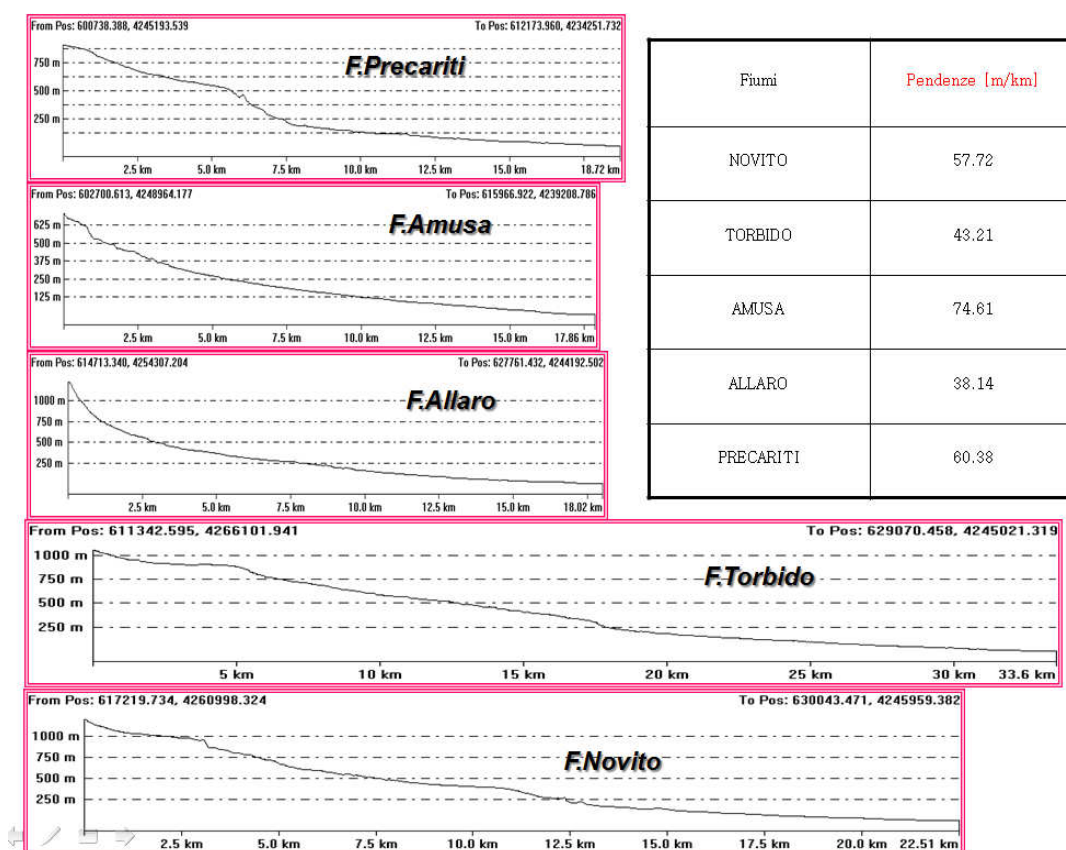 From Pos: 600738.388, 4245193.539 To Pos: 612173.960, 4234251.732
F.Precariti
750 m
500 m
250 m
2.5 km 5.0 km 7.5 km 10.0 km 12.5 km 15.0 km 18.72 km
From Pos: 602700.613, 4248964.177 To Pos: 615966.922, 4239208.786
F.Amusa
625 m
500 m
375 m
250 m
125 m
2.5 km 5.0 km 7.5 km 10.0 km 12.5 km 15.0 km 17.86 km
From Pos: 614713.340, 4254307.204 To Pos: 627761.432, 4244192.502
F.Allaro
1000 m
750 m
500 m
250 m
2.5 km 5.0 km 7.5 km 10.0 km 12.5 km 15.0 km 18.02 km
Fiumi Pendenze [m/km]
NOVITO 57.72
TORBIDO 43.21
AMUSA 74.61
ALLARO 38.14
PRECARITI 60.38
From Pos: 611342.595, 4266101.941 To Pos: 629070.458, 4245021.319
F.Torbido
1000 m
750 m
500 m
250 m
5 km 10 km 15 km 20 km 25 km 30 km 33.6 km
From Pos: 617219.734, 4260998.324 To Pos: 630043.471, 4245959.382
F.Novito
1000 m
750 m
500 m
250 m
2.5 km 5.0 km 7.5 km 10.0 km 12.5 km 15.0 km 17.5 km 20.0 km 22.51 km